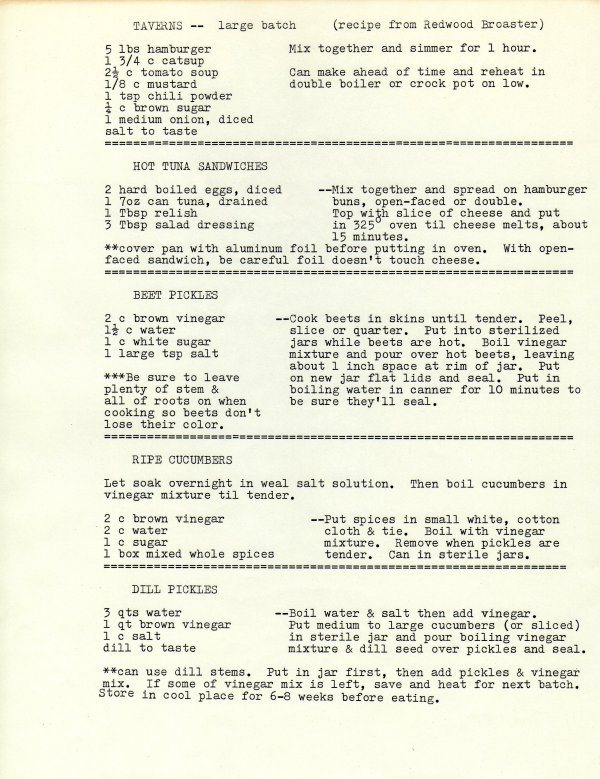 TAVERNS -- large batch (recipe from Redwood Broaster)
5 lbs hamburger Mix together and simmer for 1 hour.
1 3/4 c catsup
2½ c tomato soup Can make ahead of time and reheat in
1/8 c mustard double boiler or crock pot on low.
1 tsp chili powder
¼ c brown sugar
1 medium onion, diced
salt to taste
==========================================================
HOT TUNA SANDWICHES
2 hard boiled eggs, diced --Mix together and spread on hamburger
1 7oz can tuna, drained buns, open-faced or double.
1 Tbsp relish Top with slice of cheese and put
3 Tbsp salad dressing in 325° oven til cheese melts, about
15 minutes.
**cover pan with aluminum foil before putting in oven. With open-
faced sandwich, be careful foil doesn't touch cheese.
==========================================================
BEET PICKLES
2 c brown vinegar --Cook beets in skins until tender. Peel,
1½ c water slice or quarter. Put into sterilized
1 c white sugar jars while beets are hot. Boil vinegar
1 large tsp salt mixture and pour over hot beets, leaving
about 1 inch space at rim of jar. Put
***Be sure to leave on new jar flat lids and seal. Put in
plenty of stem & boiling water in canner for 10 minutes to
all of roots on when be sure they'll seal.
cooking so beets don't
lose their color.
==========================================================
RIPE CUCUMBERS
Let soak overnight in weal salt solution. Then boil cucumbers in
vinegar mixture til tender.
2 c brown vinegar --Put spices in small white, cotton
2 c water cloth & tie. Boil with vinegar
1 c sugar mixture. Remove when pickles are
1 box mixed whole spices tender. Can in sterile jars.
==========================================================
DILL PICKLES
3 qts water --Boil water & salt then add vinegar.
1 qt brown vinegar Put medium to large cucumbers (or sliced)
1 c salt in sterile jar and pour boiling vinegar
dill to taste mixture & dill seed over pickles and seal.
**can use dill stems. Put in jar first, then add pickles & vinegar
mix. If some of vinegar mix is left, save and heat for next batch.
Store in cool place for 6-8 weeks before eating.